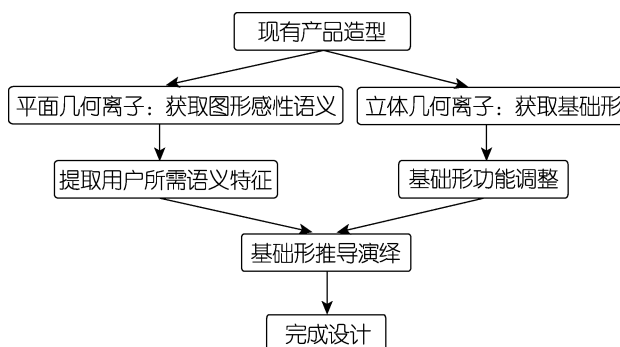 现有产品造型
平面几何离子：获取图形感性语义
立体几何离子：获取基础形
提取用户所需语义特征
基础形功能调整
基础形推导演绎
完成设计